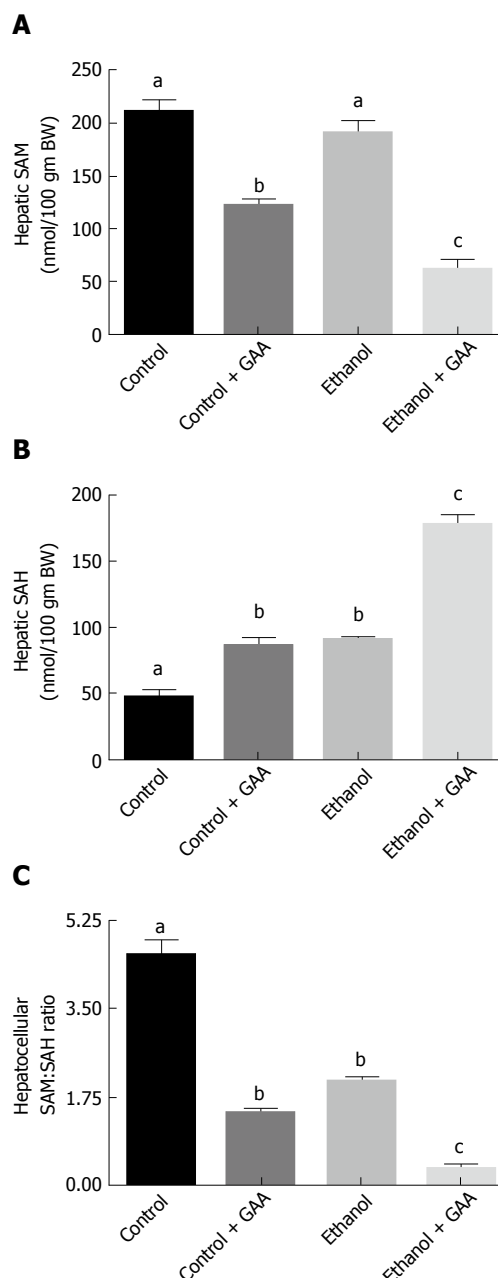 A
Hepatic SAM
(nmol/100 gm BW)
250
200
150
100
50
0
a
b
a
c
Control
Control + GAA
Ethanol
Ethanol + GAA
B
Hepatic SAH
(nmol/100 gm BW)
200
150
100
50
0
a
b
b
c
Control
Control + GAA
Ethanol
Ethanol + GAA
C
Hepatocellular
SAM:SAH ratio
5.25
3.50
1.75
0.00
a
b
b
c
Control
Control + GAA
Ethanol
Ethanol + GAA